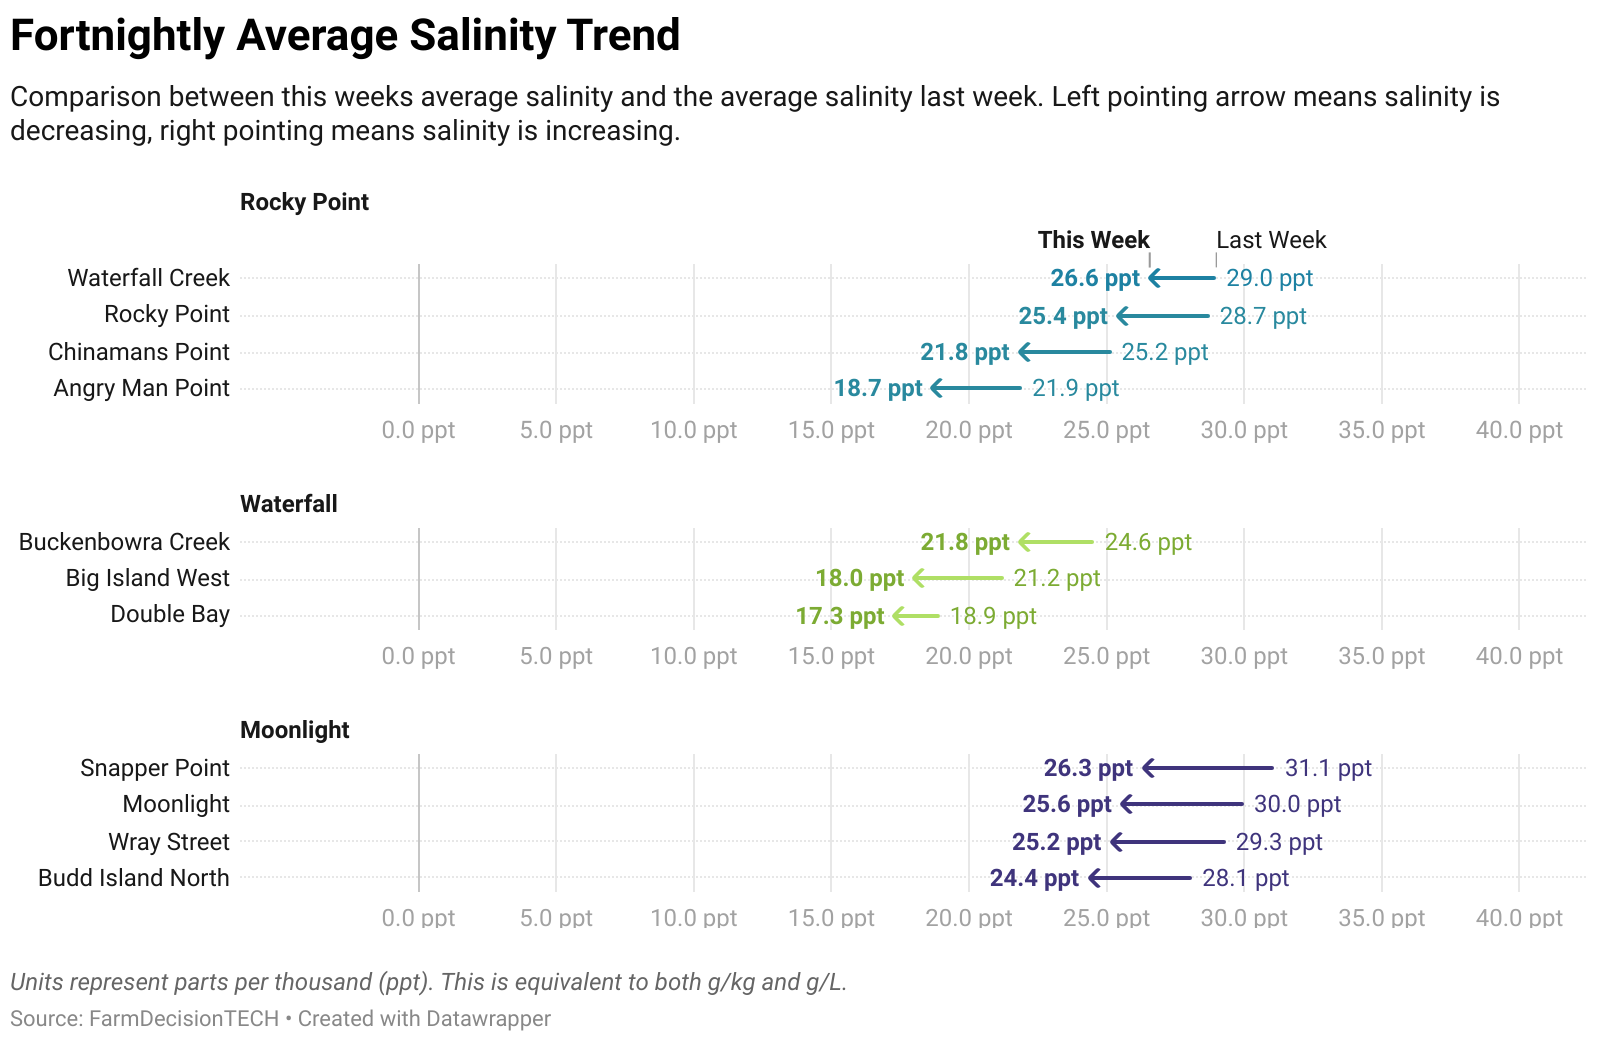 Fortnightly Average Salinity Trend
Comparison between this weeks average salinity and the average salinity last week. Left pointing arrow means salinity is
decreasing, right pointing means salinity is increasing.
Rocky Point
This Week Last Week
Waterfall Creek 26.6 ppt 29.0 ppt
Rocky Point 25.4 ppt 28.7 ppt
Chinamans Point 21.8 ppt 25.2 ppt
Angry Man Point 18.7 ppt 21.9 ppt
0.0 ppt 5.0 ppt 10.0 ppt 15.0 ppt 20.0 ppt 25.0 ppt 30.0 ppt 35.0 ppt 40.0 ppt
Waterfall
Buckenbowra Creek 21.8 ppt 24.6 ppt
Big Island West 18.0 ppt 21.2 ppt
Double Bay 17.3 ppt 18.9 ppt
0.0 ppt 5.0 ppt 10.0 ppt 15.0 ppt 20.0 ppt 25.0 ppt 30.0 ppt 35.0 ppt 40.0 ppt
Moonlight
Snapper Point 26.3 ppt 31.1 ppt
Moonlight 25.6 ppt 30.0 ppt
Wray Street 25.2 ppt 29.3 ppt
Budd Island North 24.4 ppt 28.1 ppt
0.0 ppt 5.0 ppt 10.0 ppt 15.0 ppt 20.0 ppt 25.0 ppt 30.0 ppt 35.0 ppt 40.0 ppt
Units represent parts per thousand (ppt). This is equivalent to both g/kg and g/L.
Source: FarmDecisionTECH • Created with Datawrapper